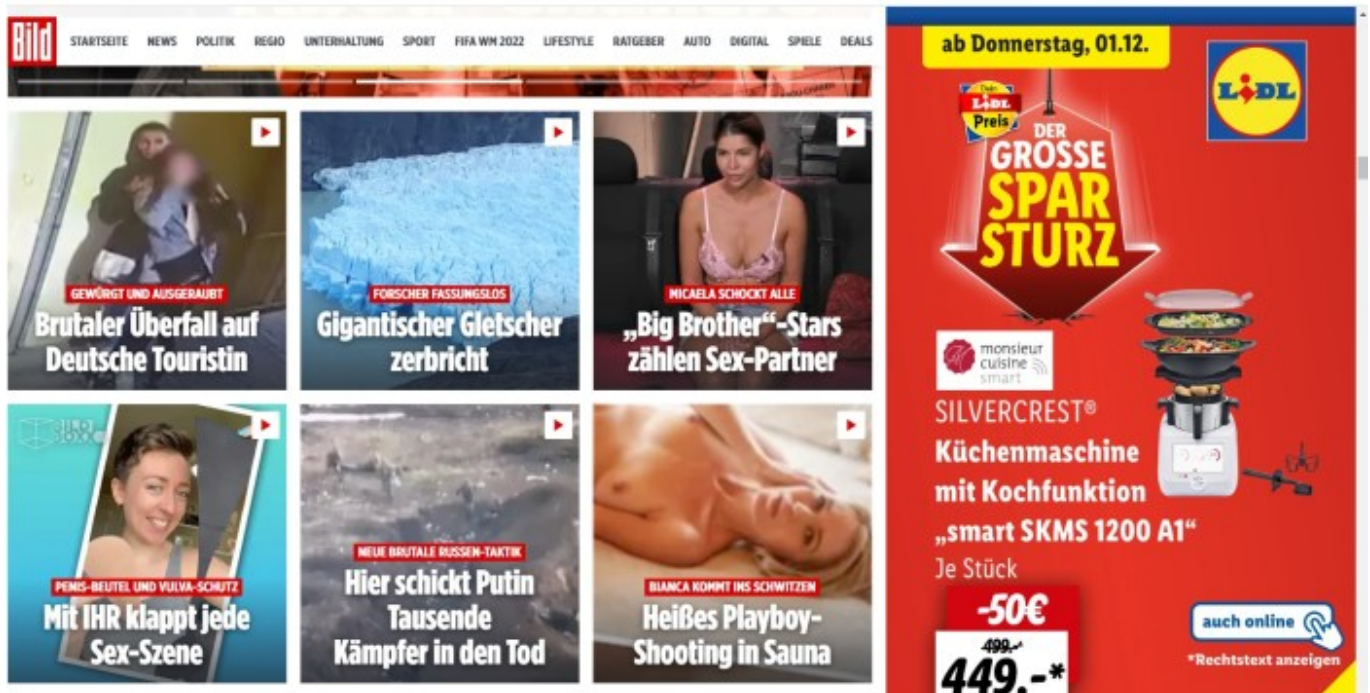 Bild
STARTSEITE NEWS POLITIK REGIO UNTERHALTUNG SPORT FIFA WM 2022 LIFESTYLE RATGEBER AUTO DIGITAL SPIELE DEALS
GEWÜRGT UND AUSGERAUBT
Brutaler Überfall auf
Deutsche Touristin
FORSCHER FASSUNGSLOS
Gigantischer Gletscher
zerbricht
MICAELA SCHOCKT ALLE
„Big Brother“-Stars
zählen Sex-Partner
PENIS-BEUTEL UND VULVA-SCHUTZ
Mit IHR klappt jede
Sex-Szene
NEUE BRUTALE RUSSEN-TAKTIK
Hier schickt Putin
Tausende
Kämpfer in den Tod
BIANCA KOMMT INS SCHWITZEN
Heißes Playboy-
Shooting in Sauna
ab Donnerstag, 01.12.
LIDL
Dein
LIDL
Preis
DER
GROSSE
SPAR
STURZ
monsieur
cuisine
smart
SILVERCREST®
Küchenmaschine
mit Kochfunktion
„smart SKMS 1200 A1“
Je Stück
-50€
499.-
449.-*
auch online
*Rechtstext anzeigen